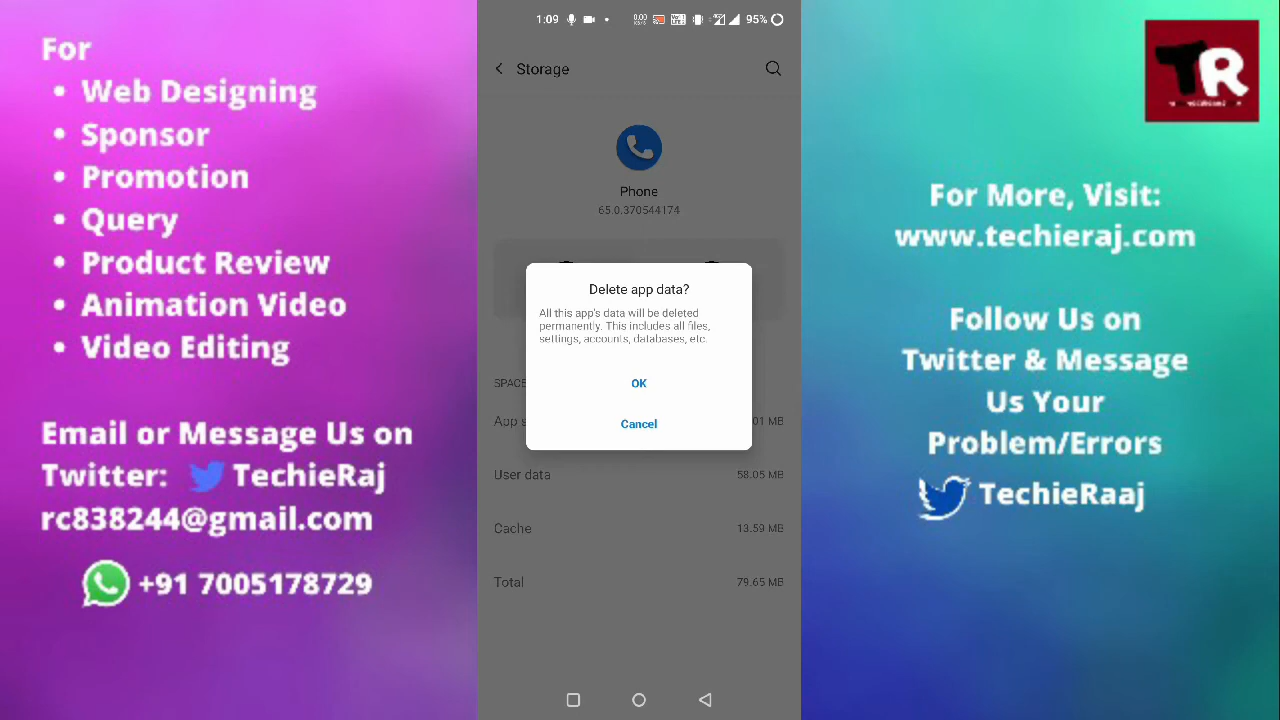 For
• Web Designing
• Sponsor
• Promotion
• Query
• Product Review
• Animation Video
• Video Editing
Email or Message Us on
Twitter: TechieRaj
rc838244@gmail.com
+91 7005178729
1:09
95%
Storage
Phone
65.0.370544174
Delete app data?
All this app's data will be deleted
permanently. This includes all files,
settings, accounts, databases, etc.
OK
Cancel
SPACE
App s
01 MB
User data 58.05 MB
Cache 13.59 MB
Total 79.65 MB
TR
For More, Visit:
www.techieraj.com
Follow Us on
Twitter & Message
Us Your
Problem/Errors
TechieRaaj